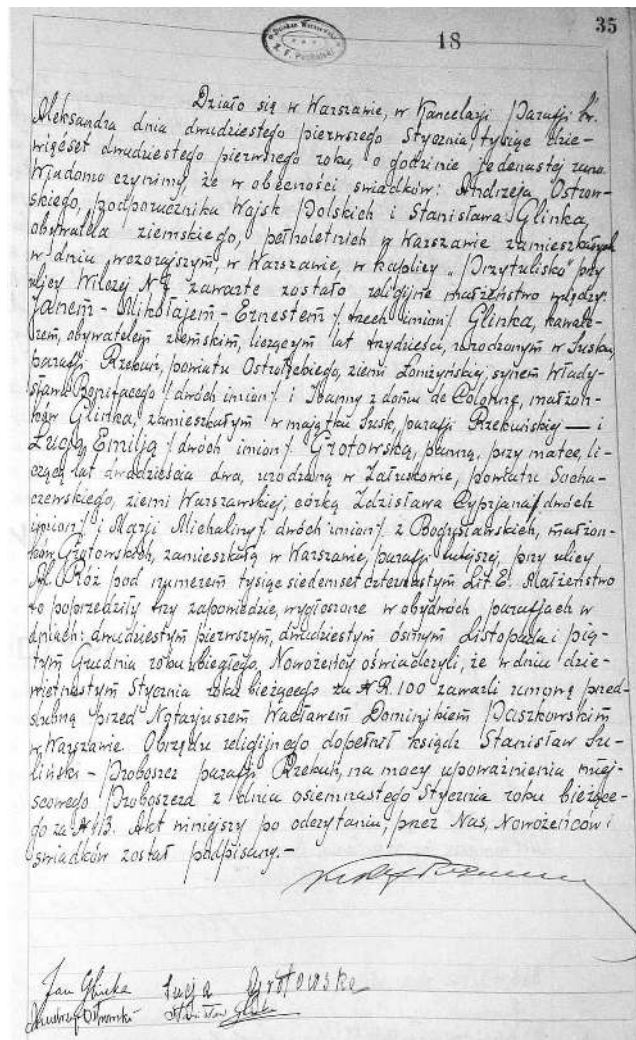 35
18
Działo się w Warszawie, w Kancelarji Parafji św.
Aleksandra dnia dwudziestego pierwszego Stycznia tysiąc dzie-
więćset dwudziestego pierwszego roku, o godzinie jedenastej rano
Wiadomo czynimy, że w obecności świadków: Andrzeja Ostrow-
skiego, podporucznika Wojsk Polskich i Stanisława Glinka,
obywatela ziemskiego, pełnoletnich w Warszawie zamieszkałych
w dniu wczorajszym, w Warszawie, w kaplicy „Przytulisko" przy
ulicy Wilczej zawarte zostało religijne małżeństwo między:
Janem-Mikołajem-Ernestem /trzech imion/ Glinka, kawale-
rem, obywatelem ziemskim, liczącym lat trzydzieści, urodzonym w Susku,
parafji Rzekuń, powiatu Ostrołęckiego, ziemi Łomżyńskiej, synem Włady-
sława Bonifacego /dwóch imion/ i Joanny z domu de Colonge, małżon-
ków Glinka, zamieszkałym w majątku Susk, parafji Rzekuńskiej — i
Łucją Emilją /dwóch imion/ Grotowską, panną, przy matce, li-
czącą lat dwadzieścia dwa, urodzoną w Załuskowie, powiatu Socha-
czewskiego, ziemi Warszawskiej, córką Zdzisława Cyprjana /dwóch
imion/ i Marji Michaliny /dwóch imion/ z Bogusławskich, małżon-
ków Grotowskich, zamieszkałą w Warszawie, parafji tutejszej, przy ulicy
Al. Róż pod numerem tysiąc siedemset czternastym Lit. E. Małżeństwo
to poprzedziły trzy zapowiedzie, wygłoszone w obydwóch parafjach w
dniach: dwudziestym pierwszym, dwudziestym ósmym Listopada i pią-
tym Grudnia roku ubiegłego. Nowożeńcy oświadczyli, że w dniu dzie-
więtnastym Stycznia roku bieżącego za NR. 100 zawarli umowę przed-
ślubną przed Notaryuszem Wacławem Dominikiem Paszkowskim
w Warszawie. Obrzędu religijnego dopełnił ksiądz Stanisław Su-
liński - Proboszcz parafji Rzekuń, na mocy upoważnienia miej-
scowego Proboszcza z dnia osiemnastego Stycznia roku bieżące-
go za Akt niniejszy po odczytaniu, przez Nas, Nowożeńców i
świadków został podpisany.-
Jan Glinka Łucja Grotowska
Andrzej Ostrowski Stanisław Glinka